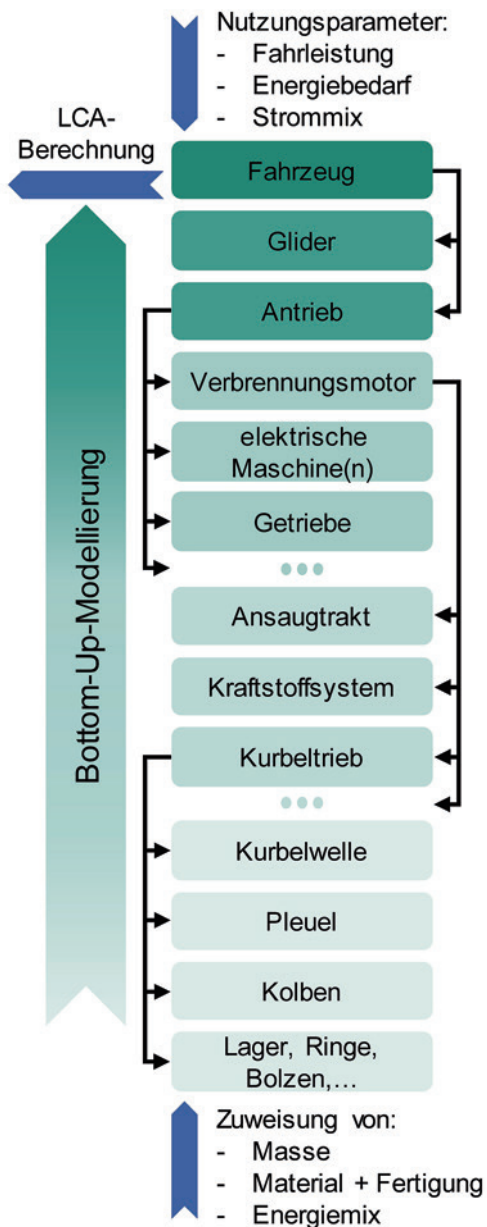 Nutzungsparameter:
- Fahrleistung
- Energiebedarf
- Strommix
LCA-
Berechnung
Fahrzeug
Glider
Antrieb
Verbrennungsmotor
elektrische
Maschine(n)
Getriebe
Ansaugtrakt
Kraftstoffsystem
Kurbeltrieb
Kurbelwelle
Pleuel
Kolben
Lager, Ringe,
Bolzen,...
Bottom-Up-Modellierung
Zuweisung von:
- Masse
- Material + Fertigung
- Energiemix